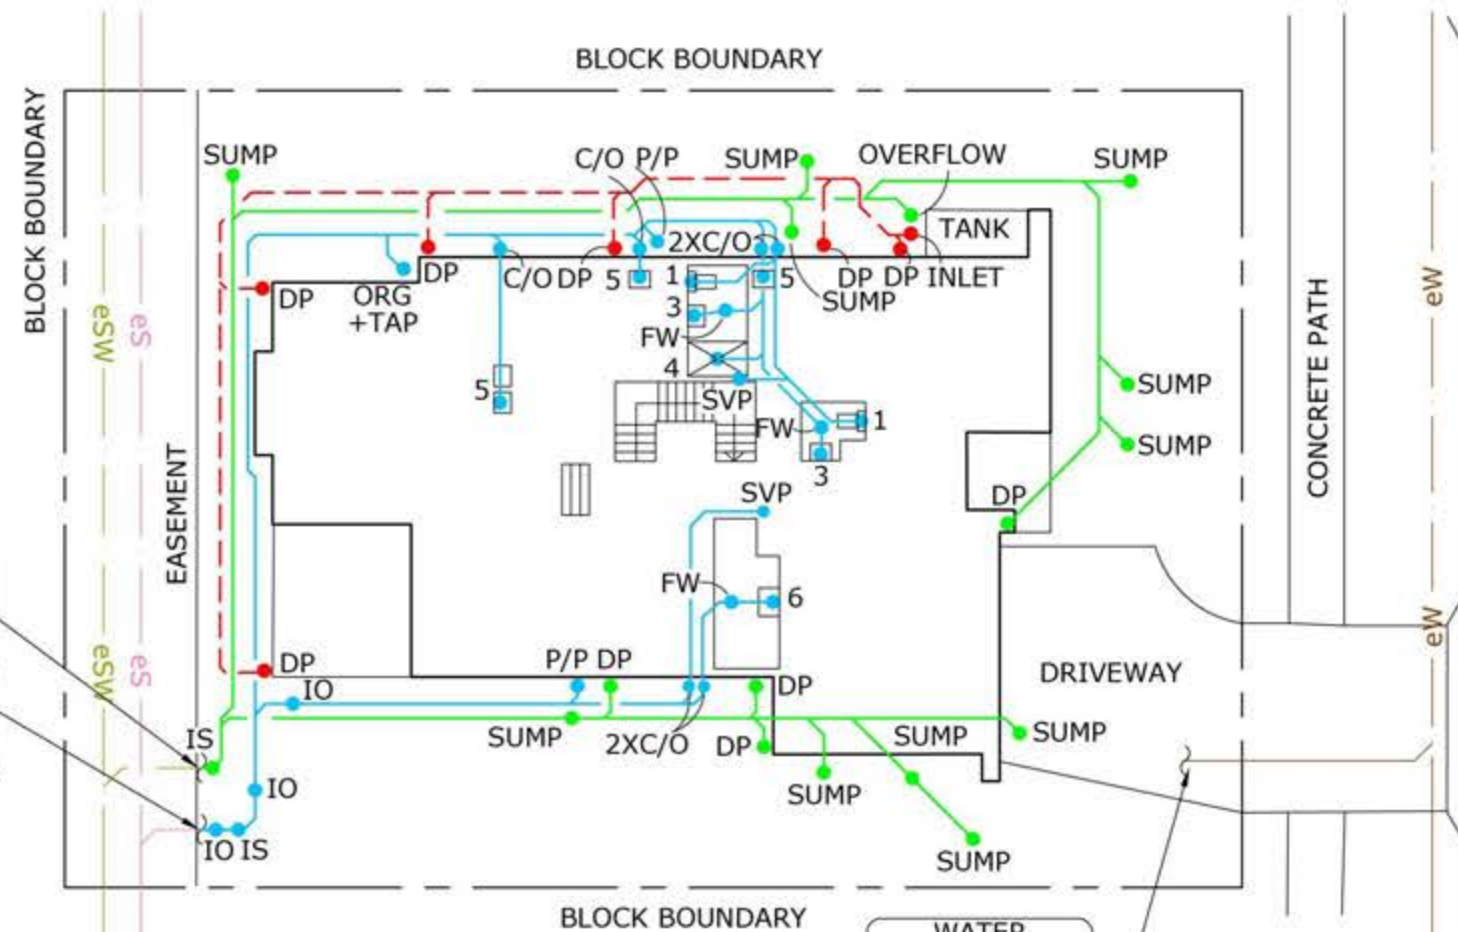 BLOCK BOUNDARY
BLOCK BOUNDARY
SUMP
C/O P/P
SUMP
OVERFLOW
SUMP
TANK
2XC/O
DP
C/O
DP
5
1
5
DP
DP
INLET
SUMP
DP
ORG
+TAP
3
FW
4
eSW
eS
eW
CONCRETE PATH
5
SVP
SUMP
FW
1
3
SUMP
EASEMENT
SVP
DP
FW
6
eSW
eS
eW
DP
IO
P/P
DP
DP
DRIVEWAY
IS
SUMP
2XC/O
DP
SUMP
SUMP
IO
SUMP
IO
IS
SUMP
BLOCK BOUNDARY